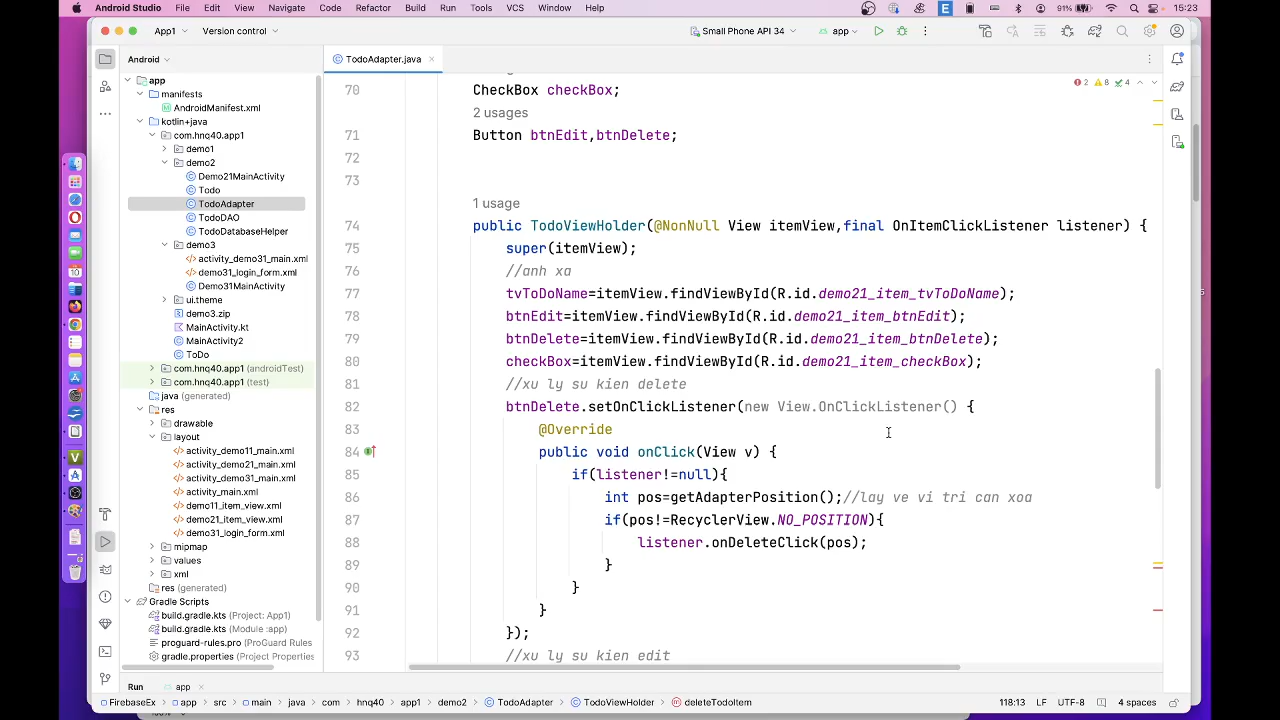 Android Studio File Edit View Navigate Code Refactor Build Run Tools VCS Window Help E 91% 15:23
App1 Version control Small Phone API 34 app
Android
TodoAdapter.java
app
manifests
AndroidManifest.xml
kotlin+java
com.hnq40.app1
demo1
demo2
Demo21MainActivity
Todo
TodoAdapter
TodoDAO
TodoDatabaseHelper
demo3
activity_demo31_main.xml
demo31_login_form.xml
Demo31MainActivity
ui.theme
demo3.zip
MainActivity.kt
MainActivity2
ToDo
com.hnq40.app1 (androidTest)
com.hnq40.app1 (test)
java (generated)
res
drawable
layout
activity_demo11_main.xml
activity_demo21_main.xml
activity_demo31_main.xml
activity_main.xml
demo11_item_view.xml
demo21_item_view.xml
demo31_login_form.xml
mipmap
values
xml
res (generated)
Gradle Scripts
build.gradle.kts (Project: App1)
build.gradle.kts (Module :app)
proguard-rules.pro (ProGuard Rules
gradle.properties (Project Properties
2 8 4
70 CheckBox checkBox;
2 usages
71 Button btnEdit,btnDelete;
72
73
1 usage
74 public TodoViewHolder(@NonNull View itemView,final OnItemClickListener listener) {
75 super(itemView);
76 //anh xa
77 tvToDoName=itemView.findViewById(R.id.demo21_item_tvToDoName);
78 btnEdit=itemView.findViewById(R.id.demo21_item_btnEdit);
79 btnDelete=itemView.findViewById(R.id.demo21_item_btnDelete);
80 checkBox=itemView.findViewById(R.id.demo21_item_checkBox);
81 //xu ly su kien delete
82 btnDelete.setOnClickListener(new View.OnClickListener() {
83 @Override
84 public void onClick(View v) {
85 if(listener!=null){
86 int pos=getAdapterPosition();//lay ve vi tri can xoa
87 if(pos!=RecyclerView.NO_POSITION){
88 listener.onDeleteClick(pos);
89 }
90 }
91 }
92 });
93 //xu ly su kien edit
Run app
FirebaseEx app src main java com hnq40 app1 demo2 TodoAdapter TodoViewHolder deleteTodoItem 118:13 LF UTF-8 4 spaces